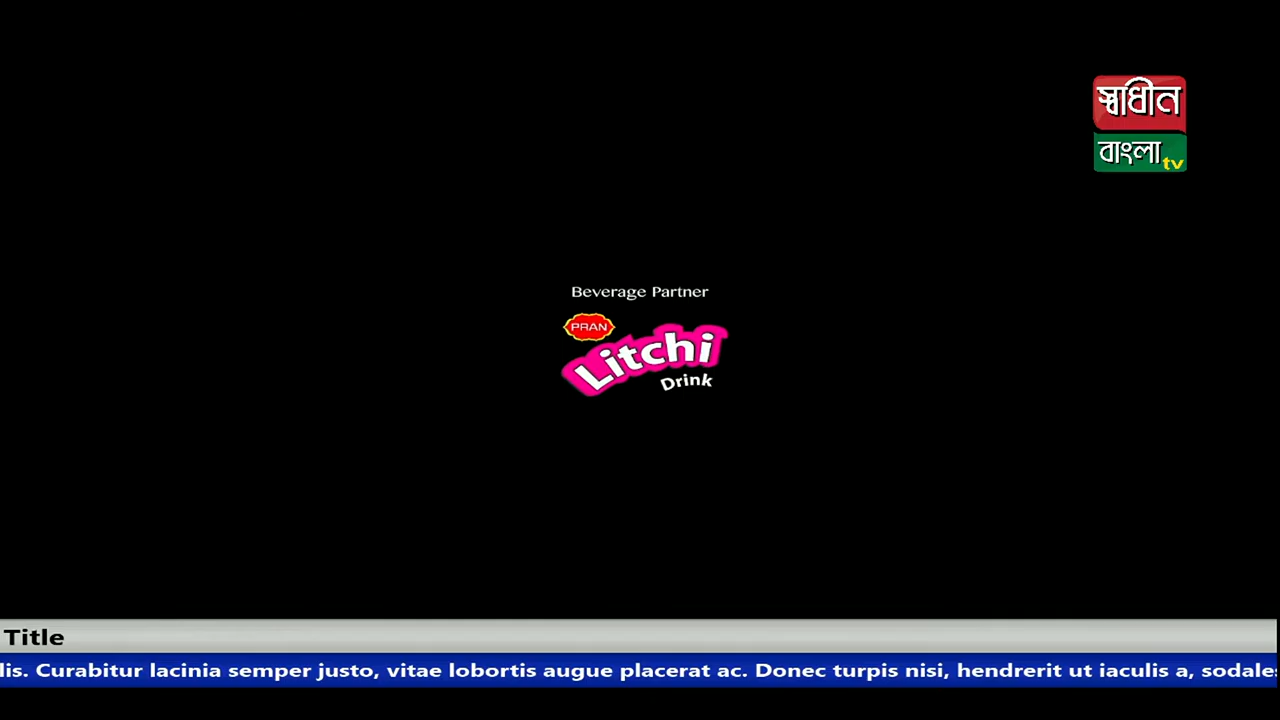 স্বাধীন
বাংলা
tv
Beverage Partner
PRAN
Litchi
Drink
Title
lis. Curabitur lacinia semper justo, vitae lobortis augue placerat ac. Donec turpis nisi, hendrerit ut iaculis a, sodales